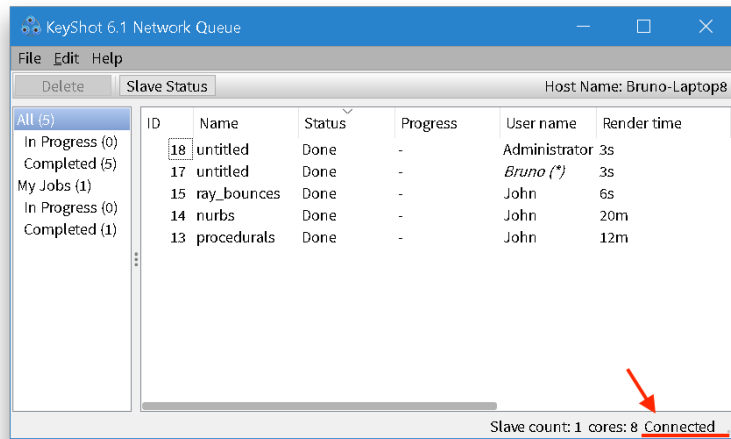 KeyShot 6.1 Network Queue
File Edit Help
Delete Slave Status Host Name: Bruno-Laptop8
All (5)
In Progress (0)
Completed (5)
My Jobs (1)
In Progress (0)
Completed (1)
ID Name Status Progress User name Render time
18 untitled Done - Administrator 3s
17 untitled Done - Bruno (*) 3s
15 ray_bounces Done - John 6s
14 nurbs Done - John 20m
13 procedurals Done - John 12m
Slave count: 1 cores: 8 Connected